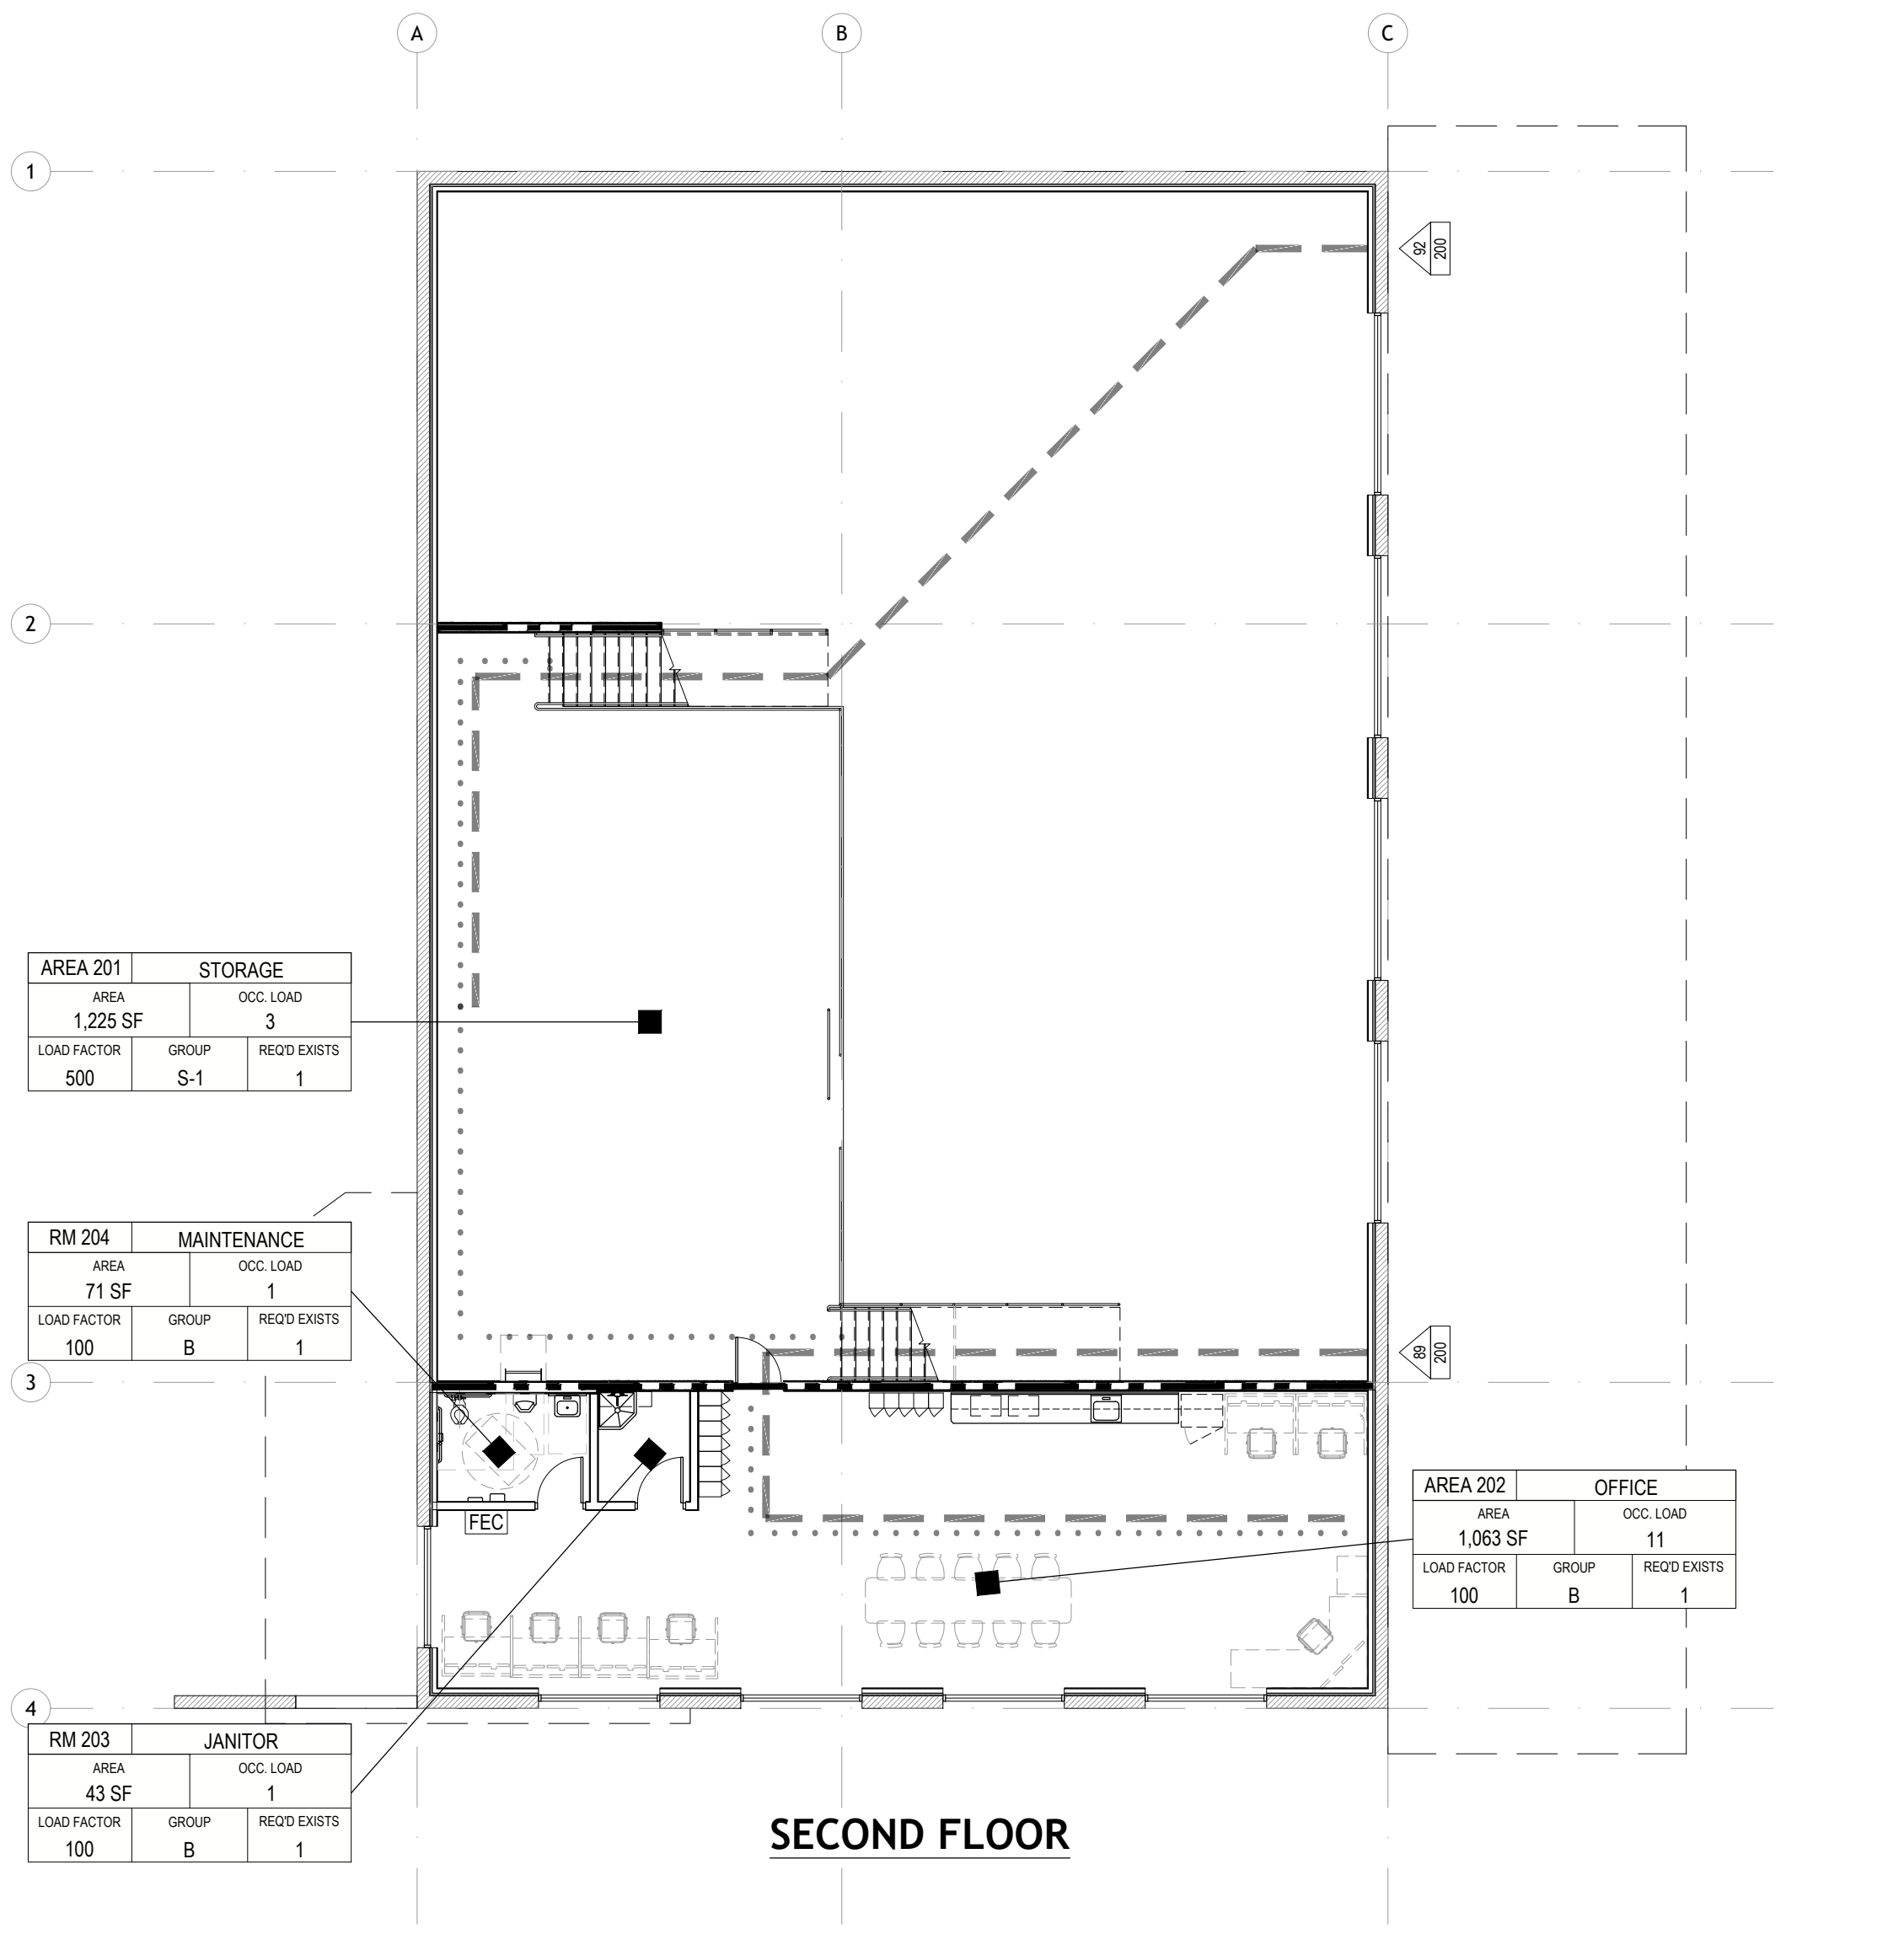 A B C
1
92
200
2
AREA 201 STORAGE
AREA OCC. LOAD
1,225 SF 3
LOAD FACTOR GROUP REQ'D EXISTS
500 S-1 1
RM 204 MAINTENANCE
AREA OCC. LOAD
71 SF 1
LOAD FACTOR GROUP REQ'D EXISTS
100 B 1
89
200
3
FEC
AREA 202 OFFICE
AREA OCC. LOAD
1,063 SF 11
LOAD FACTOR GROUP REQ'D EXISTS
100 B 1
4
RM 203 JANITOR
AREA OCC. LOAD
43 SF 1
LOAD FACTOR GROUP REQ'D EXISTS
100 B 1
SECOND FLOOR